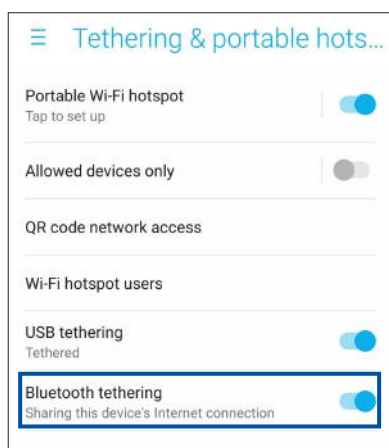 Tethering & portable hots...
Portable Wi-Fi hotspot
Tap to set up
Allowed devices only
QR code network access
Wi-Fi hotspot users
USB tethering
Tethered
Bluetooth tethering
Sharing this device's Internet connection